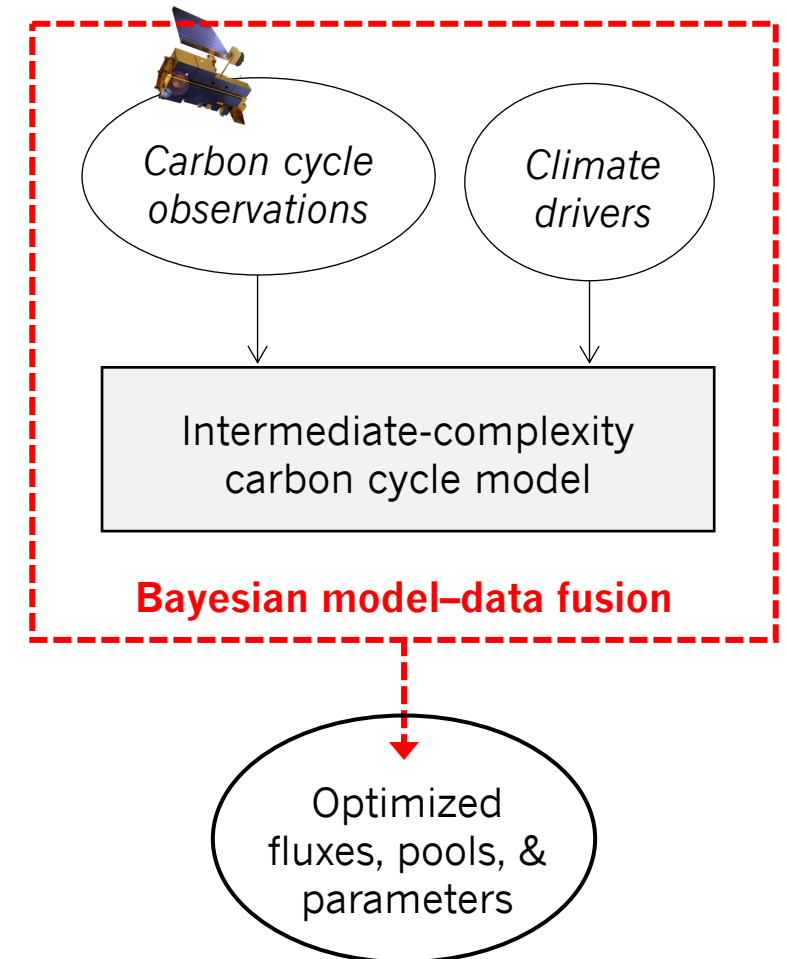 Carbon cycle
observations
Climate
drivers
Intermediate-complexity
carbon cycle model
Bayesian model–data fusion
Optimized
fluxes, pools, &
parameters